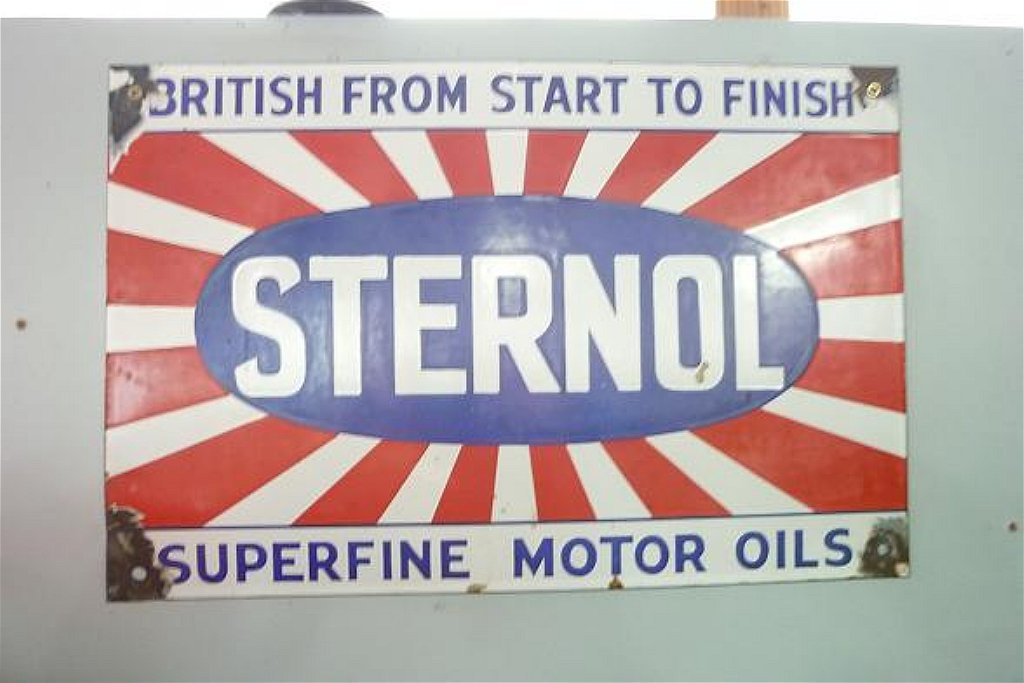 BRITISH FROM START TO FINISH
STERNOL
SUPERFINE MOTOR OILS